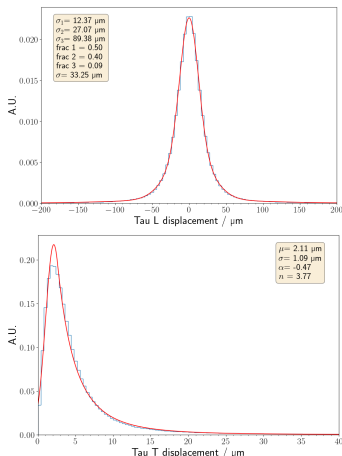 σ₁= 12.37 μm
σ₂= 27.07 μm
σ₃= 89.38 μm
frac 1 = 0.50
frac 2 = 0.40
frac 3 = 0.09
σ= 33.25 μm
A.U.
0.020
0.015
0.010
0.005
0.000
−200 −150 −100 −50 0 50 100 150 200
Tau L displacement / μm
μ= 2.11 μm
σ= 1.09 μm
α= -0.47
n = 3.77
A.U.
0.20
0.15
0.10
0.05
0.00
0 5 10 15 20 25 30 35 40
Tau T displacement / μm